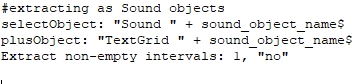 #extracting as Sound objects
selectObject: "Sound " + sound_object_name$
plusObject: "TextGrid " + sound_object_name$
Extract non-empty intervals: 1, "no"